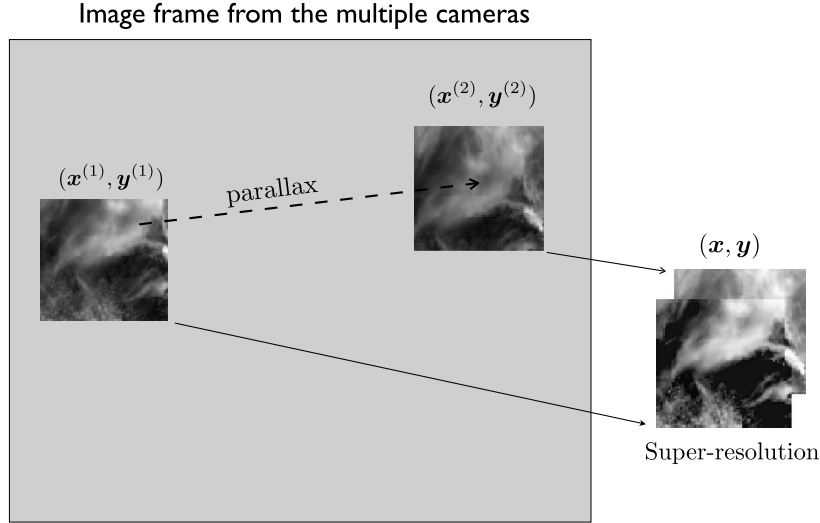 Image frame from the multiple cameras
(x^{(2)}, y^{(2)})
(x^{(1)}, y^{(1)})
parallax
(x, y)
Super-resolution